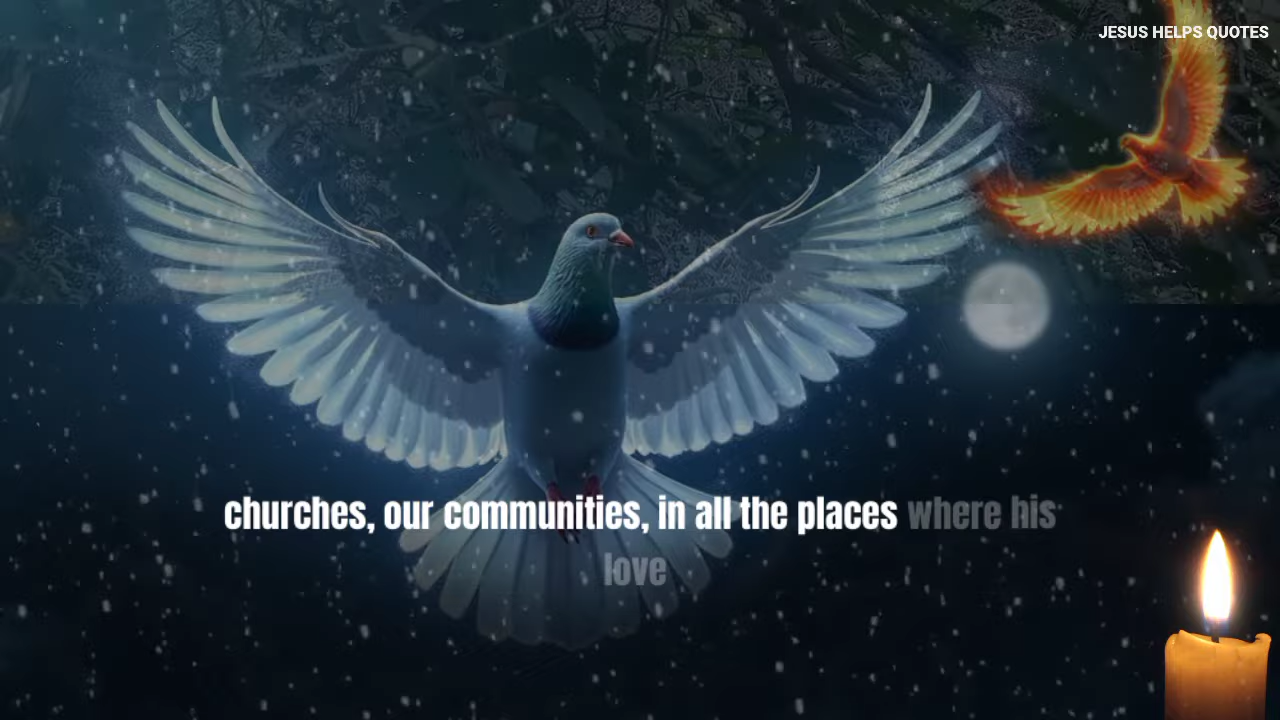 JESUS HELPS QUOTES
churches, our communities, in all the places where his
love